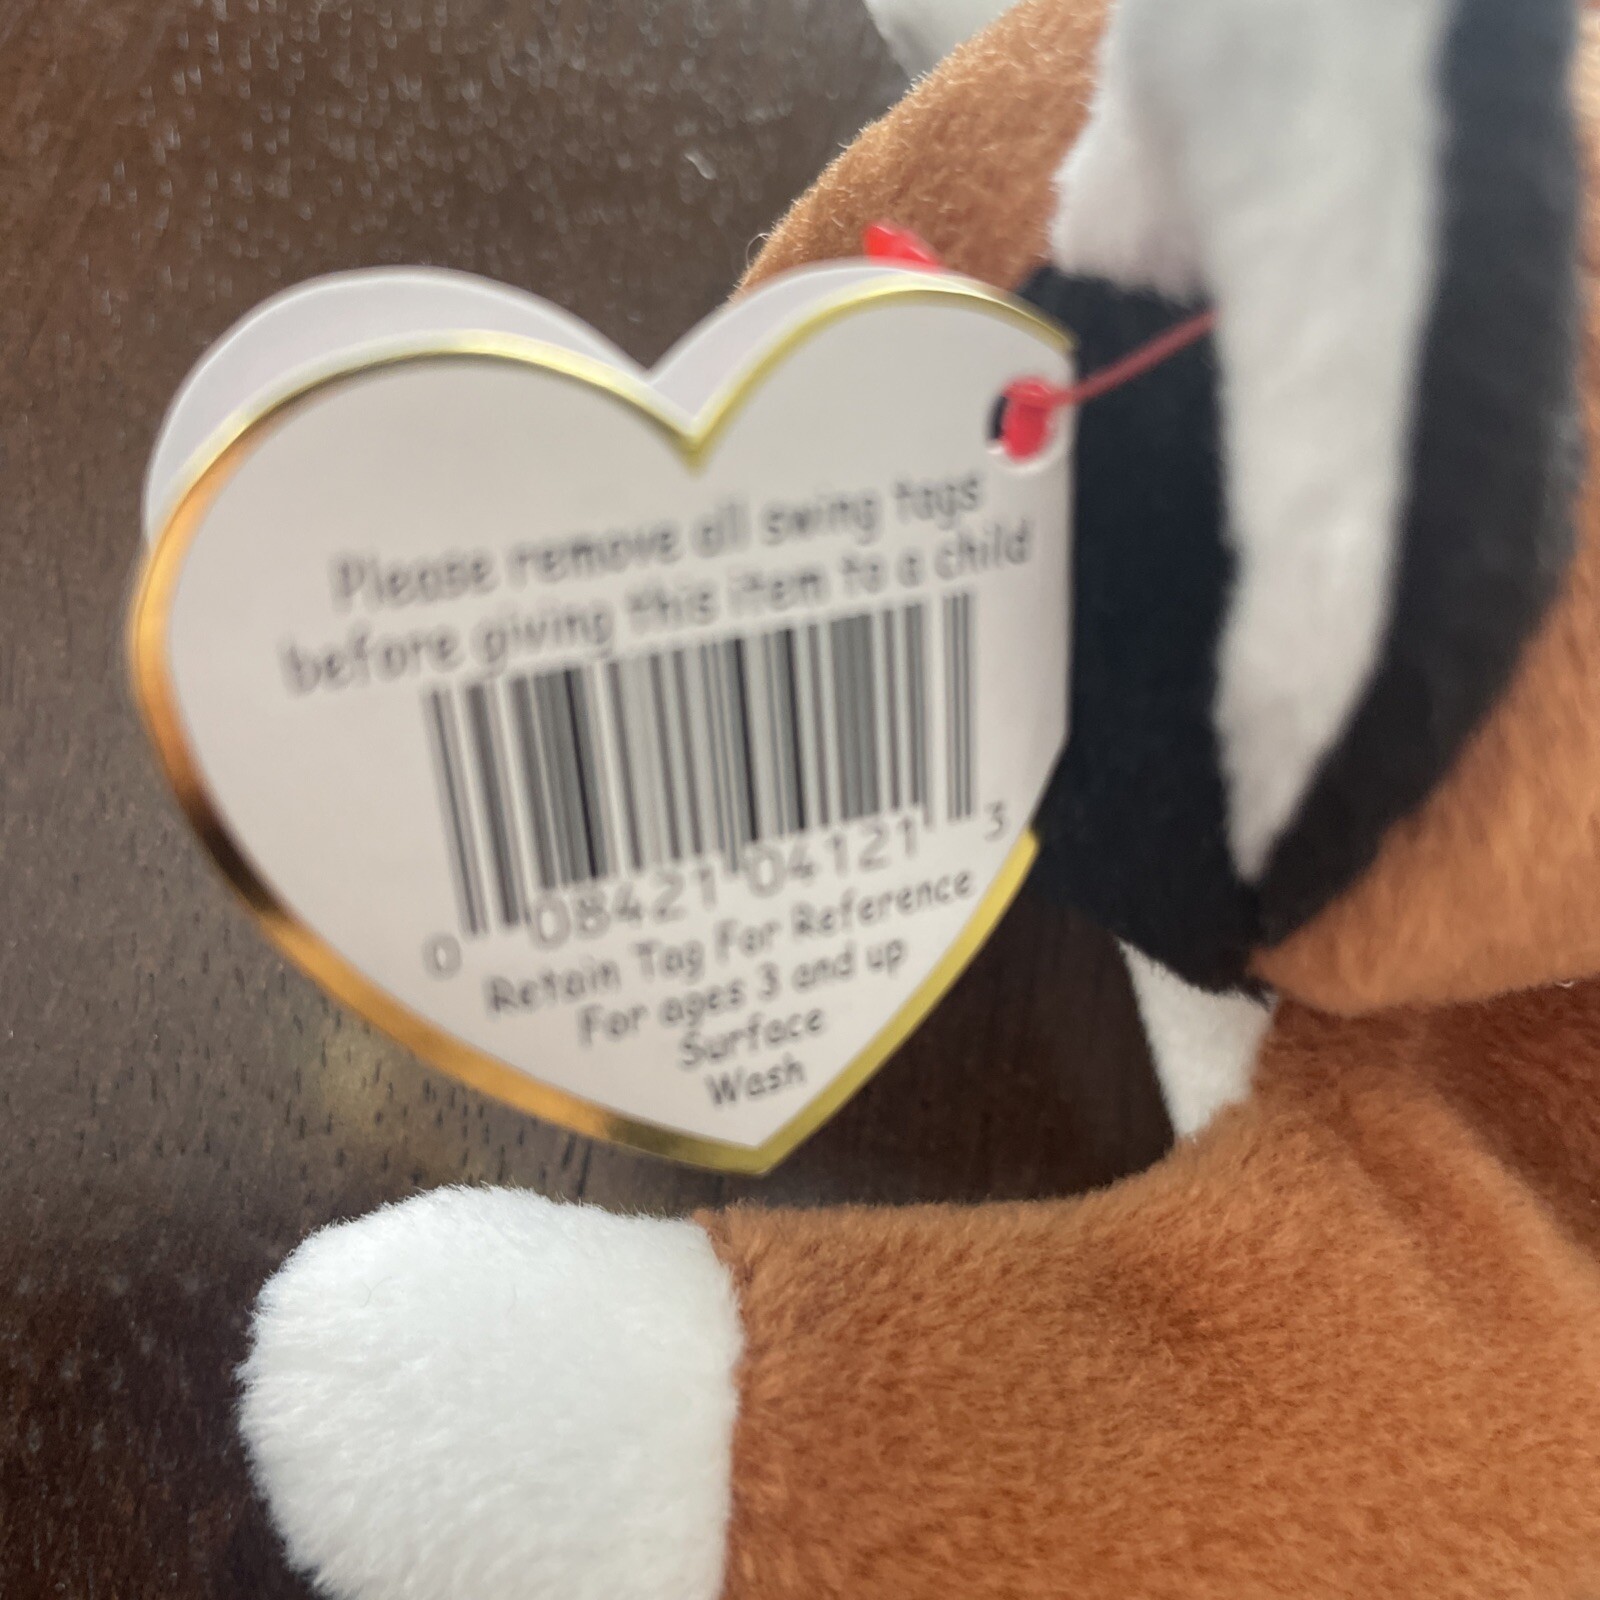 Please remove all swing tags
before giving this item to a child
0 08421 04121 3
Retain Tag For Reference
For ages 3 and up
Surface
Wash